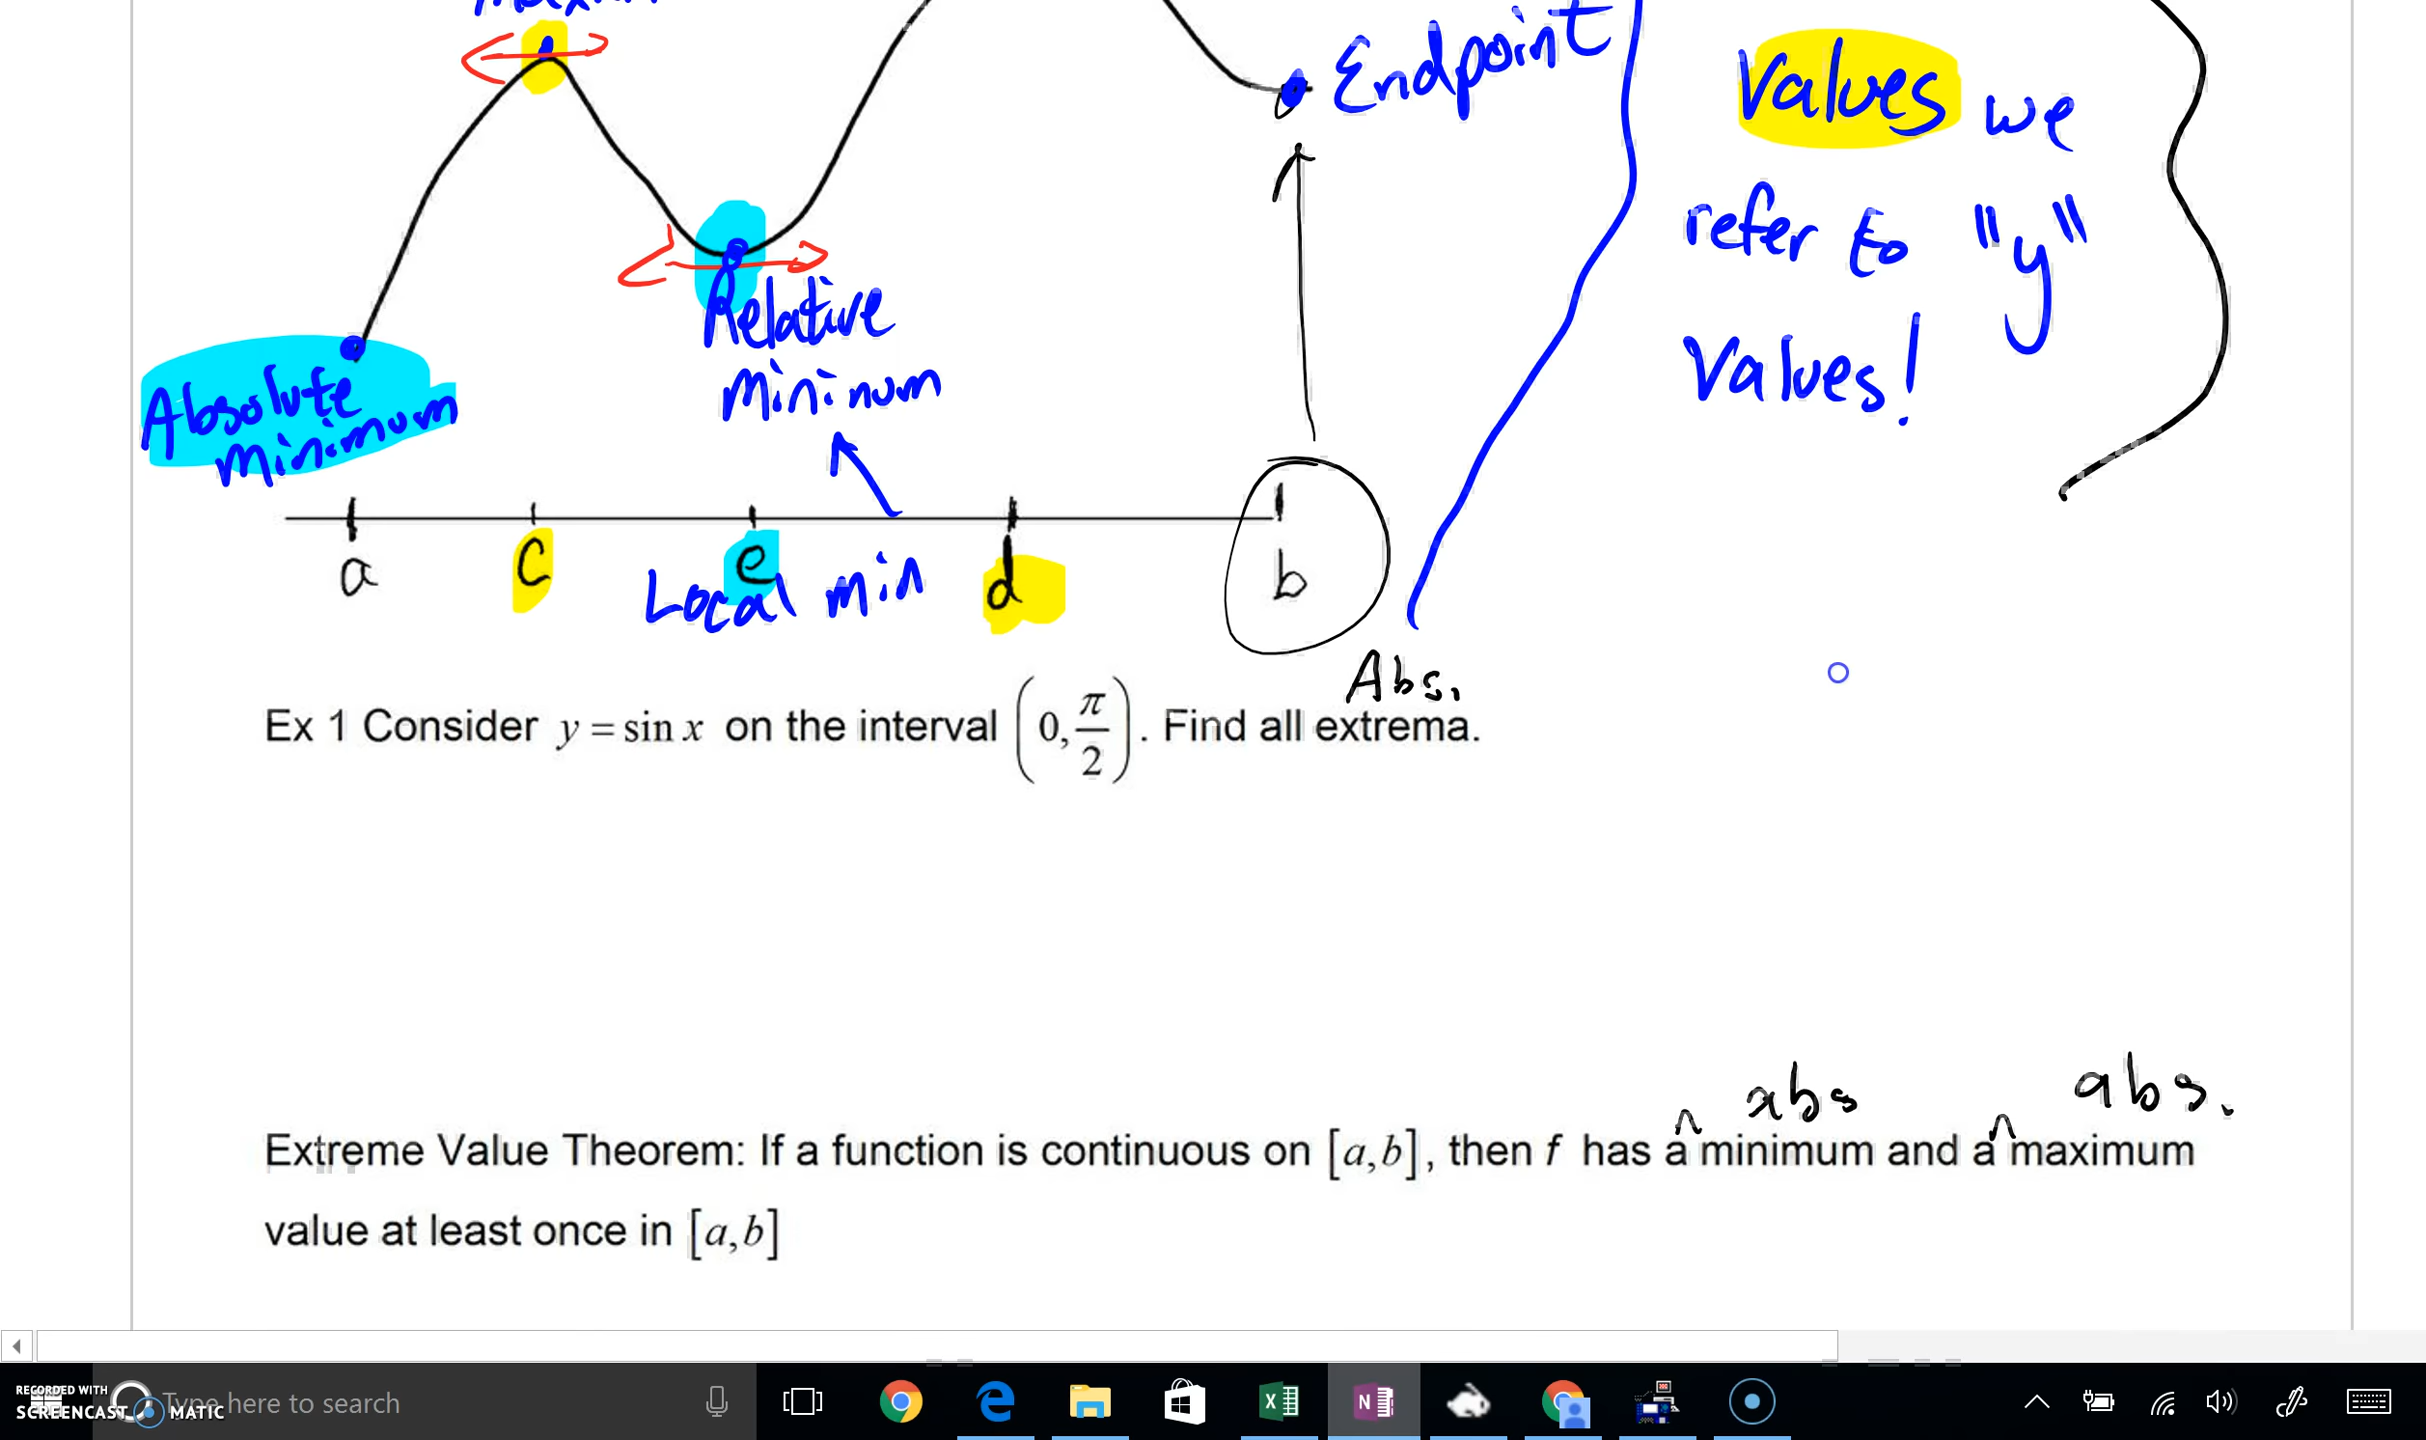 Endpoint
Values we
refer to "y"
Values!
Relative
minimum
Absolute
minimum
a c e d b
Local min
Abs.
Ex 1 Consider y = sin x on the interval (0, π/2). Find all extrema.
abs abs.
Extreme Value Theorem: If a function is continuous on [a,b], then f has a ^ minimum and a ^ maximum
value at least once in [a,b]
RECORDED WITH
SCREENCAST MATIC
Type here to search